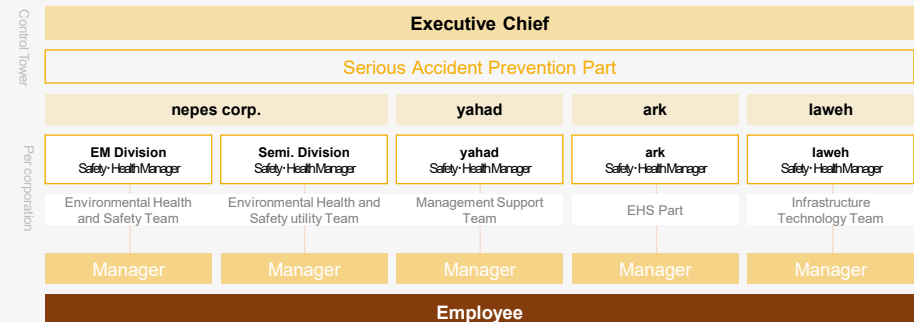 Control Tower
Executive Chief
Serious Accident Prevention Part
Per corporation
nepes corp.
yahad
ark
laweh
EM Division
Safety·Health Manager
Semi. Division
Safety·Health Manager
yahad
Safety·Health Manager
ark
Safety·Health Manager
laweh
Safety·Health Manager
Environmental Health
and Safety Team
Environmental Health and
Safety utility Team
Management Support
Team
EHS Part
Infrastructure
Technology Team
Manager
Manager
Manager
Manager
Manager
Employee